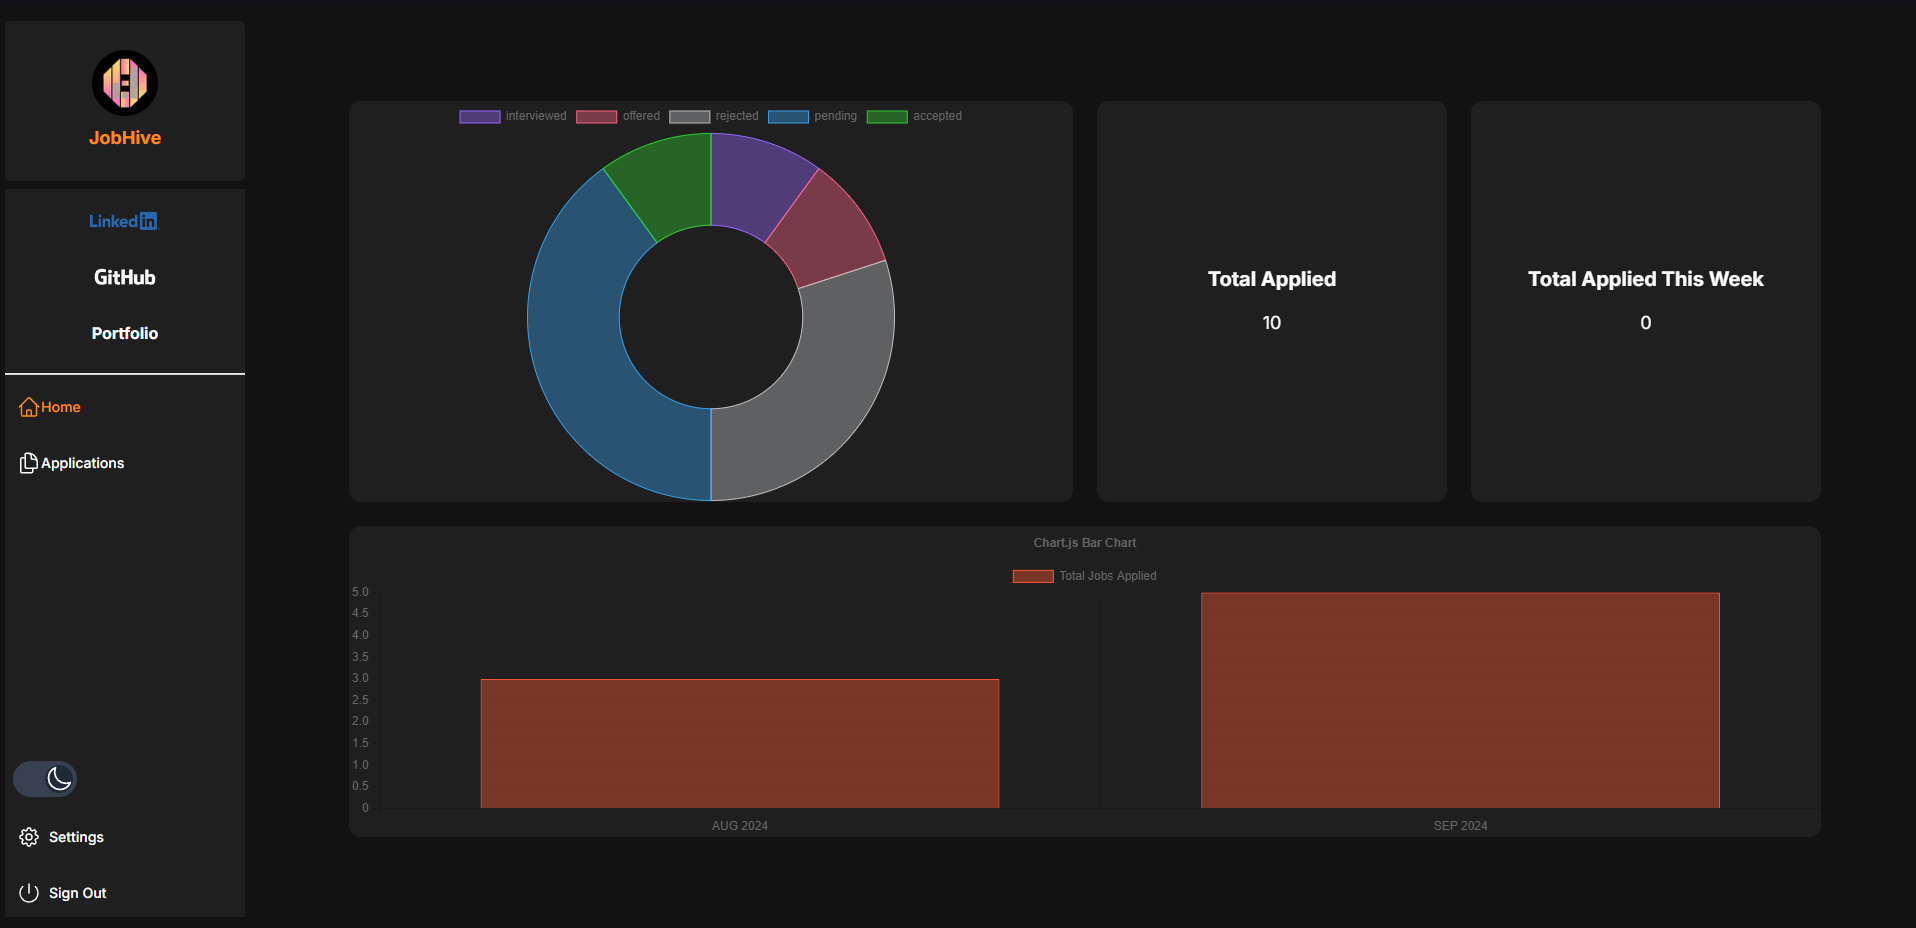 JobHive
LinkedIn
GitHub
Portfolio
Home
Applications
Settings
Sign Out
interviewed offered rejected pending accepted
Total Applied
10
Total Applied This Week
0
Chart.js Bar Chart
Total Jobs Applied
5.0
4.5
4.0
3.5
3.0
2.5
2.0
1.5
1.0
0.5
0
AUG 2024 SEP 2024